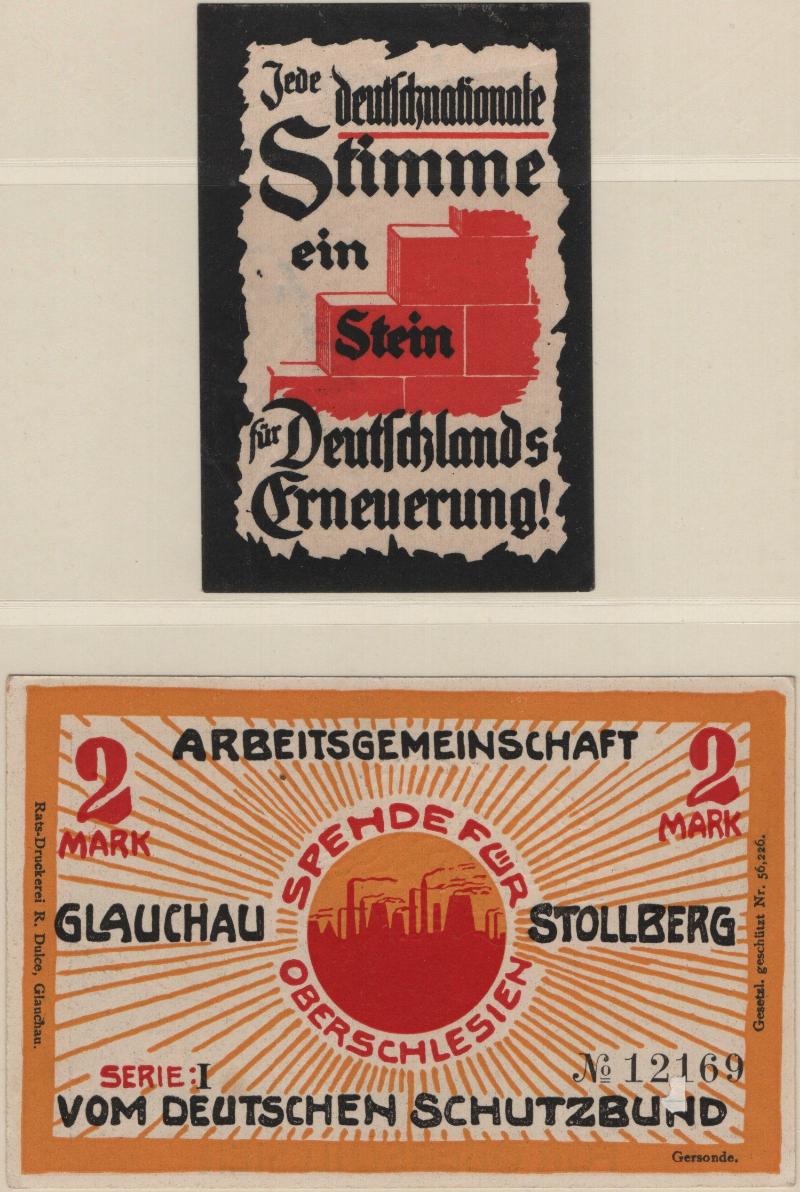 Jede deutschnationale
Stimme
ein
Stein
für Deutschlands
Erneuerung!
ARBEITSGEMEINSCHAFT
2 MARK
2 MARK
SPENDE FÜR
GLAUCHAU
STOLLBERG
OBERSCHLESIEN
SERIE: I
№ 12169
VOM DEUTSCHEN SCHUTZBUND
Rats-Druckerei R. Dulce, Glauchau.
Gesetzl. geschützt Nr. 56,226.
Gersonde.